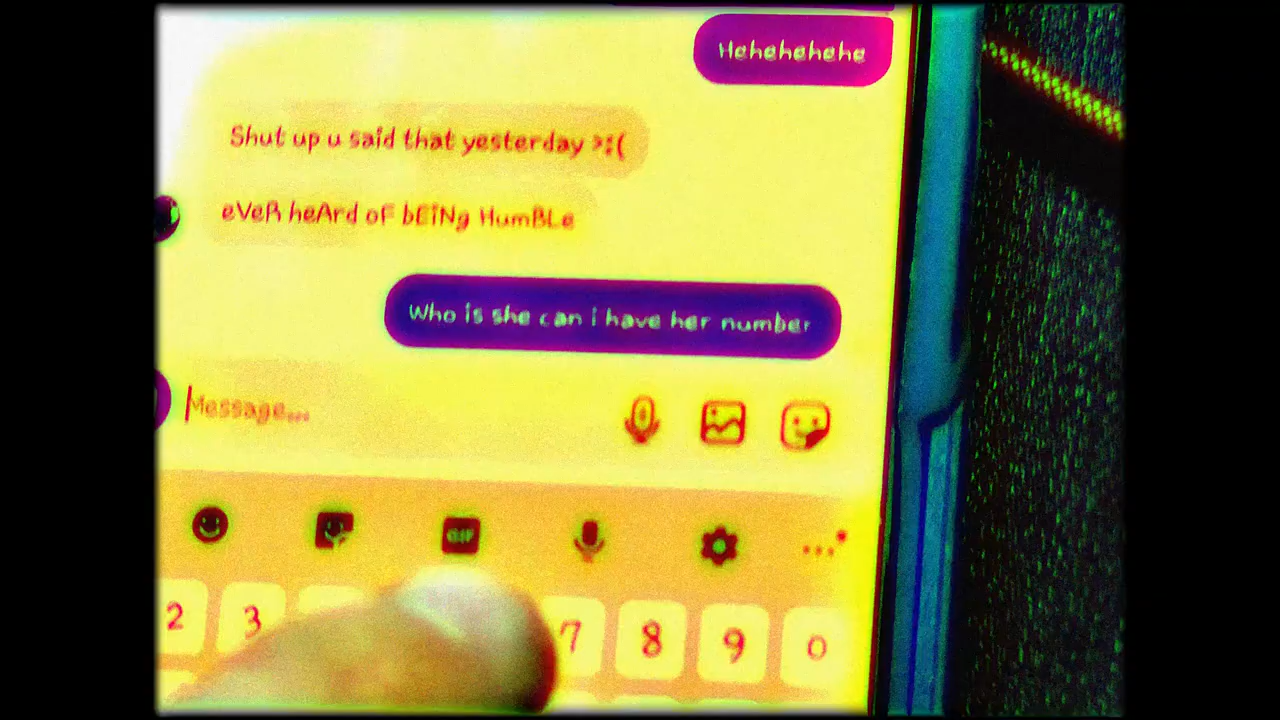 Hehehehehe
Shut up u said that yesterday >:(
eVeR heArd oF bEiNg HumBLe
Who is she can i have her number
Message...
GIF
2 3 7 8 9 0